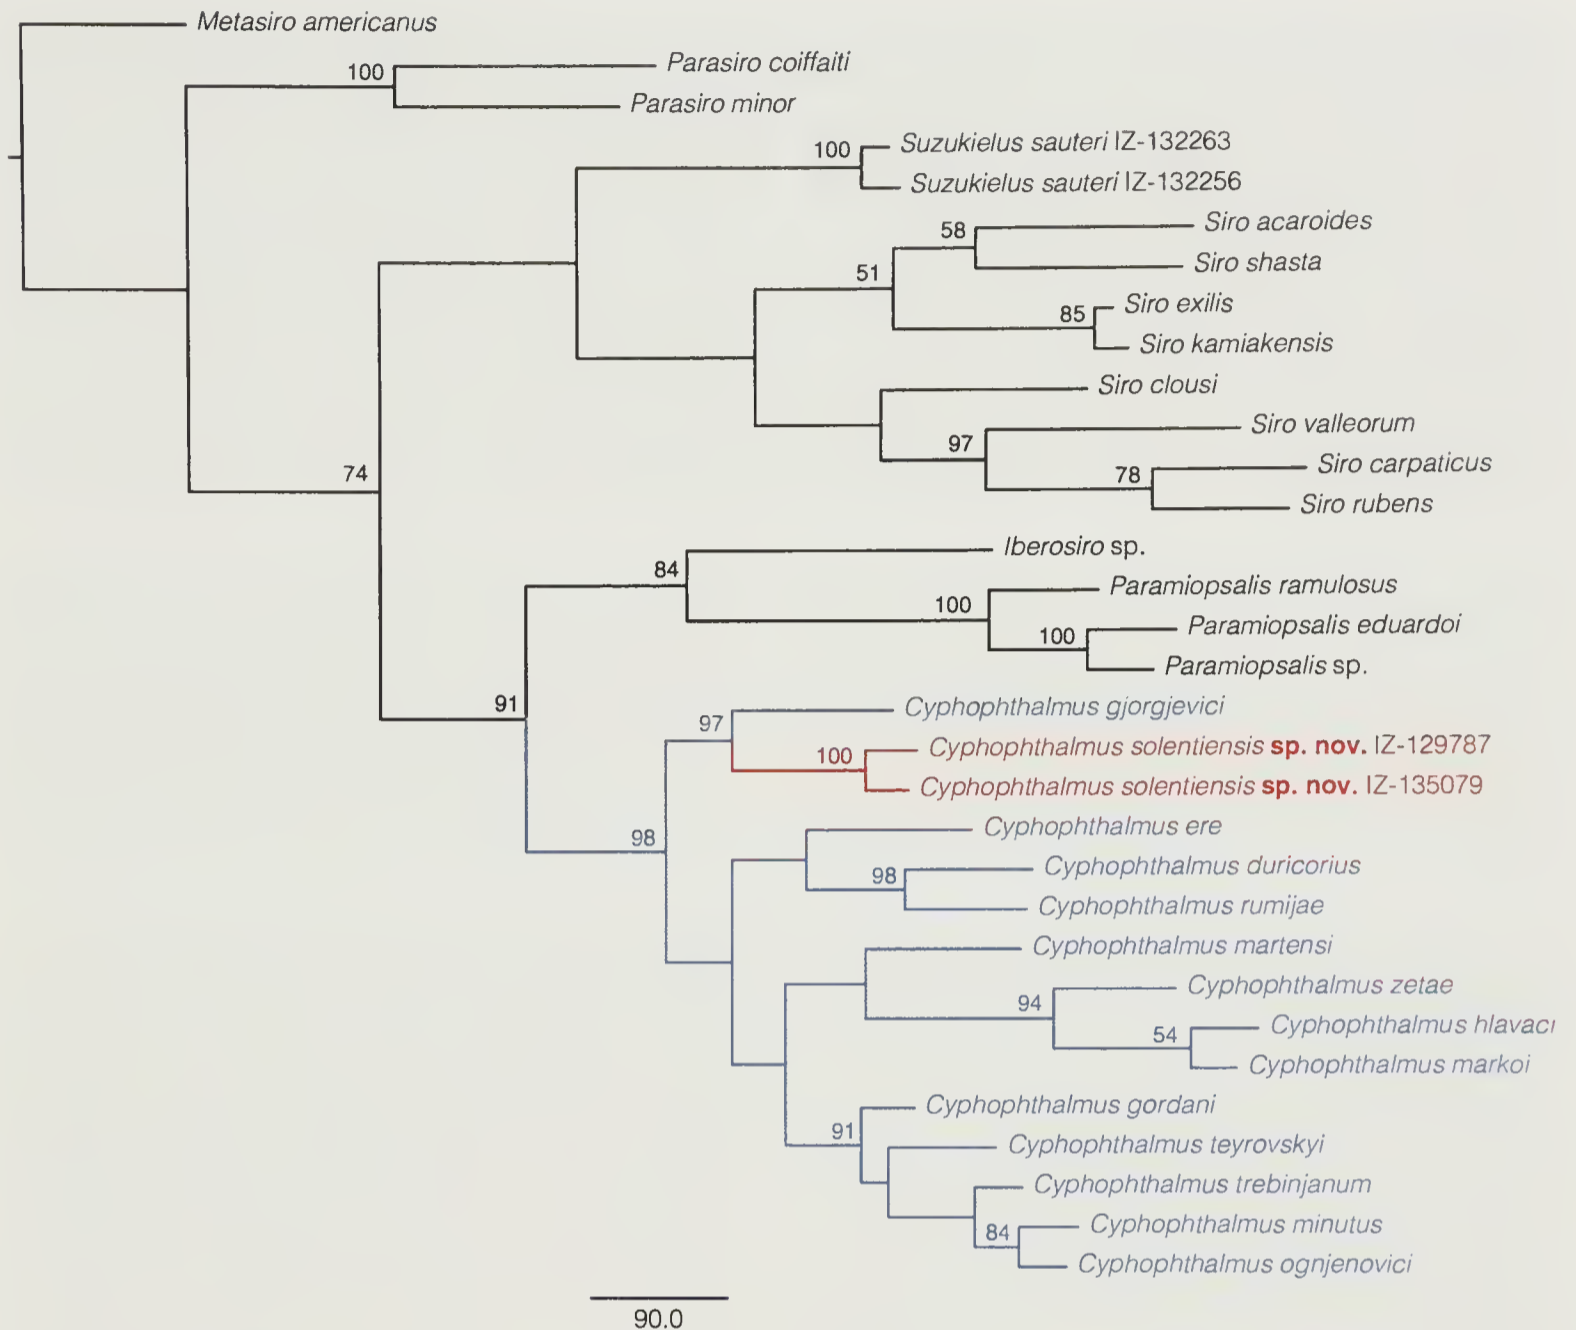 Metasiro americanus
100
Parasiro coiffaiti
Parasiro minor
100
Suzukielus sauteri IZ-132263
Suzukielus sauteri IZ-132256
58
Siro acaroides
Siro shasta
51
85
Siro exilis
Siro kamiakensis
Siro clousi
97
Siro valleorum
78
Siro carpaticus
Siro rubens
74
Iberosiro sp.
84
Paramiopsalis ramulosus
100
Paramiopsalis eduardoi
100
Paramiopsalis sp.
91
Cyphophthalmus gjorgjevici
97
Cyphophthalmus solentiensis sp. nov. IZ-129787
100
Cyphophthalmus solentiensis sp. nov. IZ-135079
98
Cyphophthalmus ere
Cyphophthalmus duricorius
98
Cyphophthalmus rumijae
Cyphophthalmus martensi
Cyphophthalmus zetae
94
Cyphophthalmus hlavaci
54
Cyphophthalmus markoi
Cyphophthalmus gordani
91
Cyphophthalmus teyrovskyi
Cyphophthalmus trebinjanum
Cyphophthalmus minutus
84
Cyphophthalmus ognjenovici
90.0